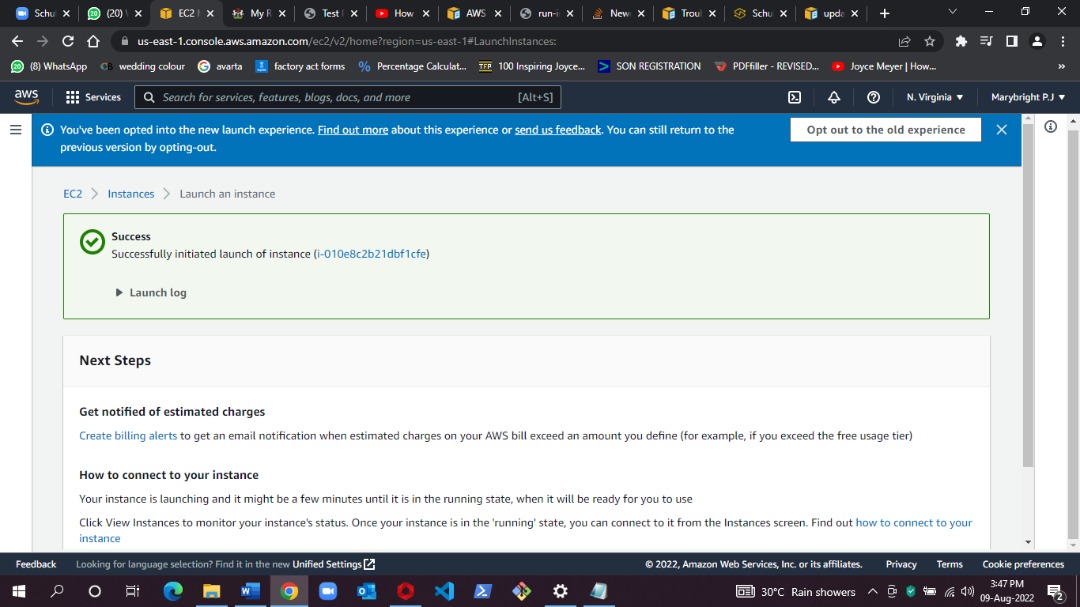 Schu
(20)
EC2
My R
Test
How
AWS
run-i
New
Trou
Schu
upda
us-east-1.console.aws.amazon.com/ec2/v2/home?region=us-east-1#LaunchInstances:
(8) WhatsApp
wedding colour
avarta
factory act forms
Percentage Calculat...
100 Inspiring Joyce...
SON REGISTRATION
PDFfiller - REVISED...
Joyce Meyer | How...
»
aws
Services
Search for services, features, blogs, docs, and more
[Alt+S]
N. Virginia
Marybright P.J
You've been opted into the new launch experience. Find out more about this experience or send us feedback. You can still return to the
previous version by opting-out.
Opt out to the old experience
EC2 > Instances > Launch an instance
Success
Successfully initiated launch of instance (i-010e8c2b21dbf1cfe)
Launch log
Next Steps
Get notified of estimated charges
Create billing alerts to get an email notification when estimated charges on your AWS bill exceed an amount you define (for example, if you exceed the free usage tier)
How to connect to your instance
Your instance is launching and it might be a few minutes until it is in the running state, when it will be ready for you to use
Click View Instances to monitor your instance's status. Once your instance is in the 'running' state, you can connect to it from the Instances screen. Find out how to connect to your
instance
Feedback
Looking for language selection? Find it in the new Unified Settings
© 2022, Amazon Web Services, Inc. or its affiliates.
Privacy
Terms
Cookie preferences
30°C Rain showers
3:47 PM
09-Aug-2022
2